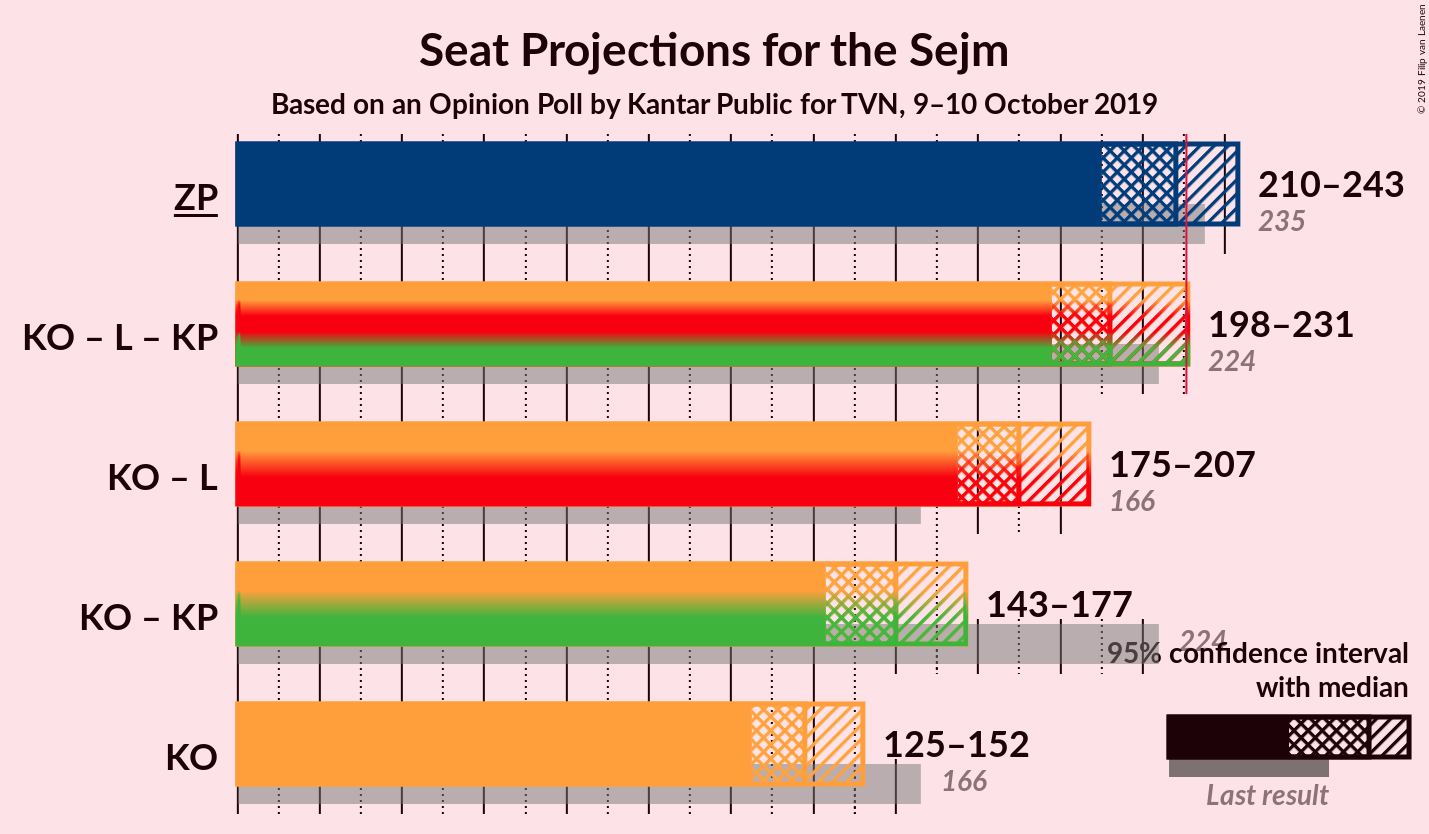 Seat Projections for the Sejm
Based on an Opinion Poll by Kantar Public for TVN, 9–10 October 2019
© 2019 Filip van Laenen
ZP
210–243
235
KO – L – KP
198–231
224
KO – L
175–207
166
KO – KP
143–177
224
KO
125–152
166
95% confidence interval
with median
Last result